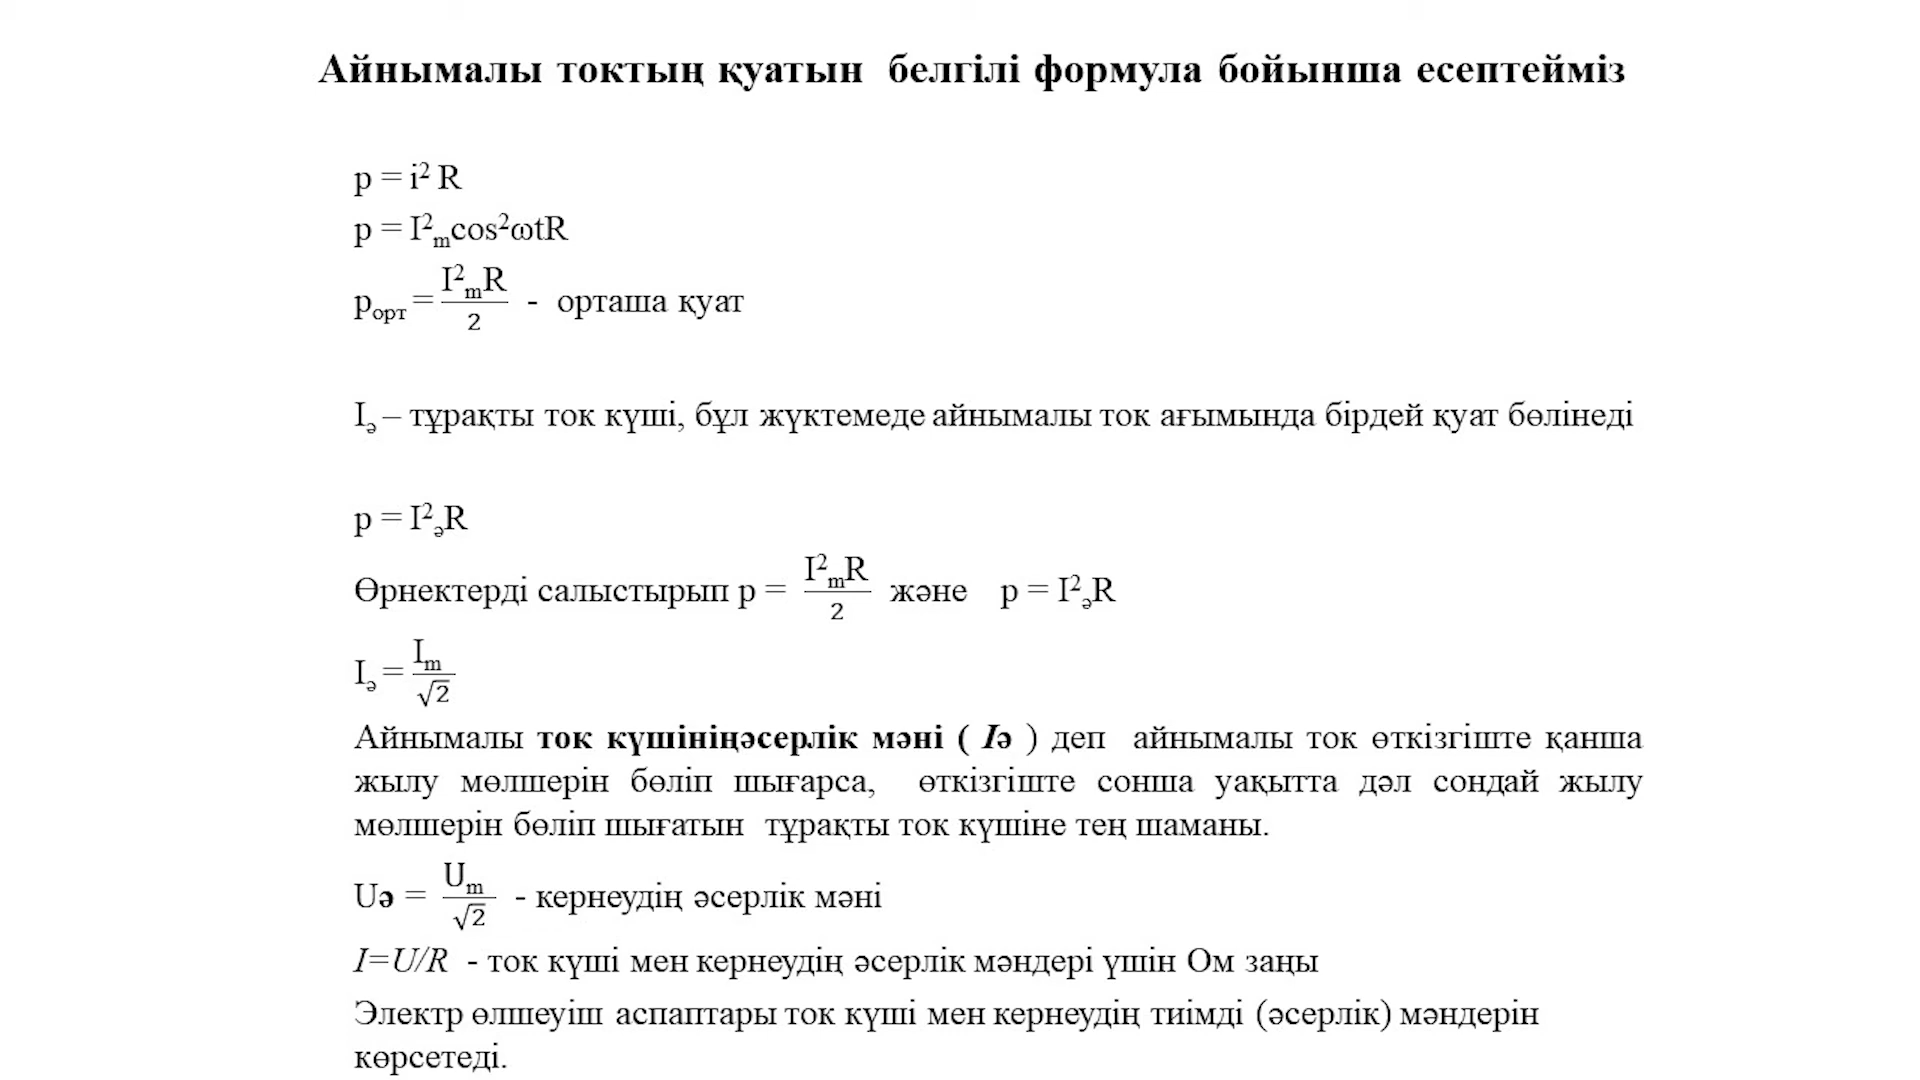 Айнымалы токтың қуатын белгілі формула бойынша есептейміз
p = i² R
p = I²ₘcos²ωtR
pорт = I²ₘR / 2 - орташа қуат
Iә – тұрақты ток күші, бұл жүктемеде айнымалы ток ағымында бірдей қуат бөлінеді
p = I²әR
Өрнектерді салыстырып p = I²ₘR / 2 және p = I²әR
Iә = Iₘ / √2
Айнымалы ток күшініңәсерлік мәні ( Iә ) деп айнымалы ток өткізгіште қанша
жылу мөлшерін бөліп шығарса, өткізгіште сонша уақытта дәл сондай жылу
мөлшерін бөліп шығатын тұрақты ток күшіне тең шаманы.
Uә = Uₘ / √2 - кернеудің әсерлік мәні
I=U/R - ток күші мен кернеудің әсерлік мәндері үшін Ом заңы
Электр өлшеуіш аспаптары ток күші мен кернеудің тиімді (әсерлік) мәндерін
көрсетеді.